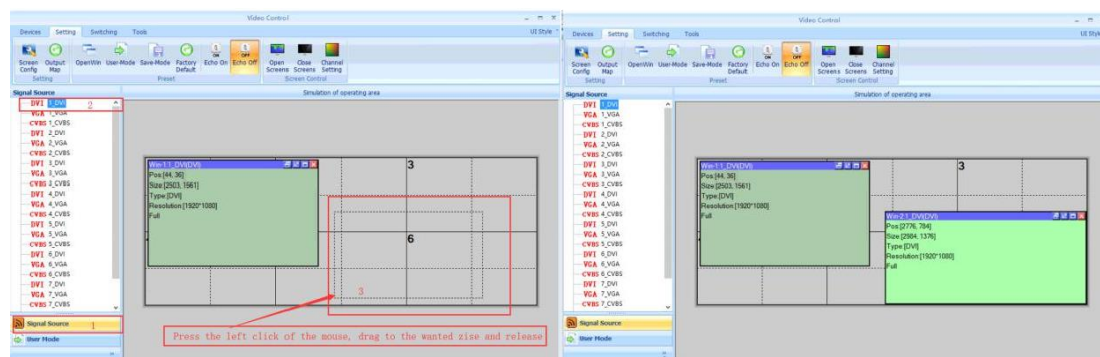 Video Control
Devices Setting Switching Tools UI Style
Screen Config Output Map OpenWin User-Mode Save-Mode Factory Default Echo On Echo Off Open Screens Close Screens Channel Setting
Setting Preset Screen Control
Signal Source Simulation of operating area
DVI 1_DVI 2
VGA 1_VGA
CVBS 1_CVBS
DVI 2_DVI
VGA 2_VGA
CVBS 2_CVBS
DVI 3_DVI
VGA 3_VGA
CVBS 3_CVBS
DVI 4_DVI
VGA 4_VGA
CVBS 4_CVBS
DVI 5_DVI
VGA 5_VGA
CVBS 5_CVBS
DVI 6_DVI
VGA 6_VGA
CVBS 6_CVBS
DVI 7_DVI
VGA 7_VGA
CVBS 7_CVBS
Signal Source 1
User Mode
Win-1:1_DVI(DVI)
Pos:[44, 36]
Size:[2503, 1561]
Type:[DVI]
Resolution:[1920*1080]
Full
3
6
3
Press the left click of the mouse, drag to the wanted zise and release
Video Control
Devices Setting Switching Tools UI Style
Screen Config Output Map OpenWin User-Mode Save-Mode Factory Default Echo On Echo Off Open Screens Close Screens Channel Setting
Setting Preset Screen Control
Signal Source Simulation of operating area
DVI 1_DVI
VGA 1_VGA
CVBS 1_CVBS
DVI 2_DVI
VGA 2_VGA
CVBS 2_CVBS
DVI 3_DVI
VGA 3_VGA
CVBS 3_CVBS
DVI 4_DVI
VGA 4_VGA
CVBS 4_CVBS
DVI 5_DVI
VGA 5_VGA
CVBS 5_CVBS
DVI 6_DVI
VGA 6_VGA
CVBS 6_CVBS
DVI 7_DVI
VGA 7_VGA
CVBS 7_CVBS
Signal Source
User Mode
Win-1:1_DVI(DVI)
Pos:[44, 36]
Size:[2503, 1561]
Type:[DVI]
Resolution:[1920*1080]
Full
3
Win-2:1_DVI(DVI)
Pos:[2776, 784]
Size:[2984, 1376]
Type:[DVI]
Resolution:[1920*1080]
Full